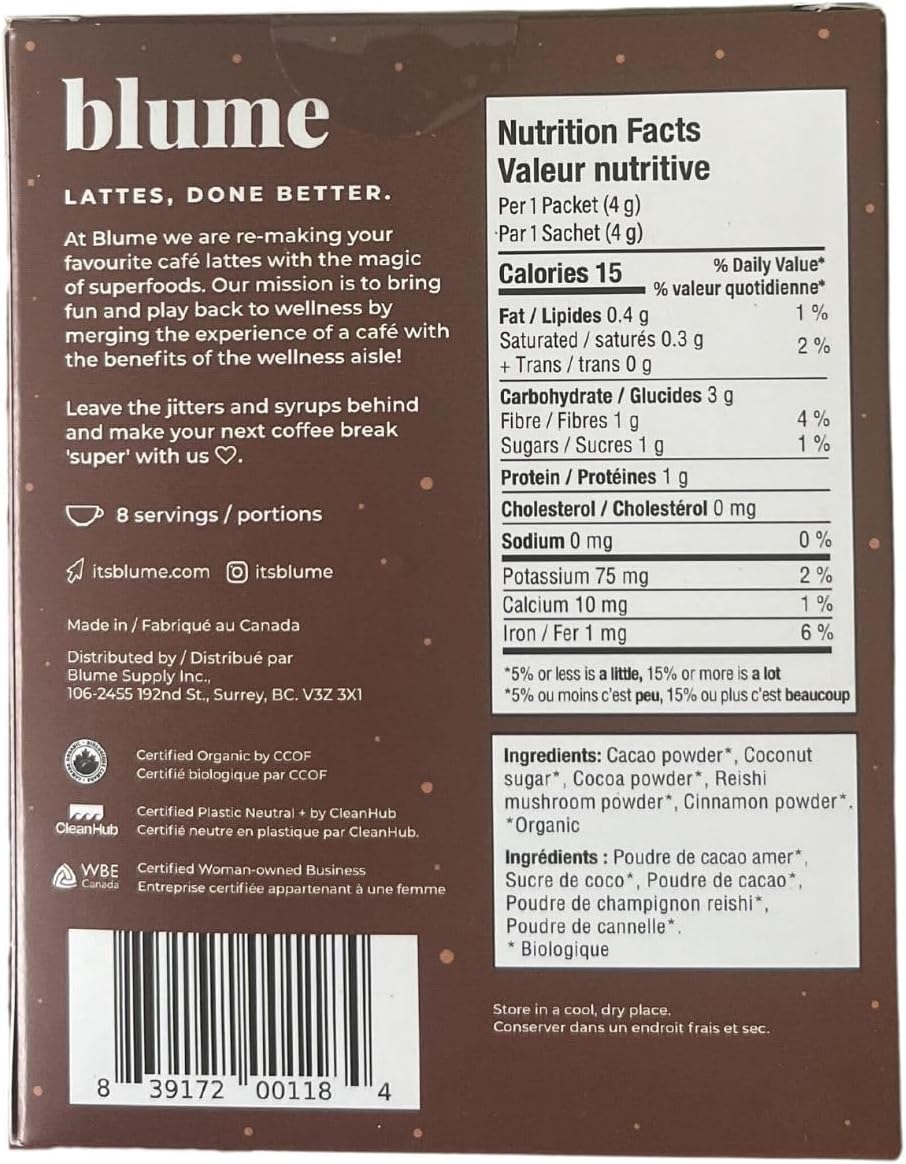 blume
LATTES, DONE BETTER.
At Blume we are re-making your
favourite café lattes with the magic
of superfoods. Our mission is to bring
fun and play back to wellness by
merging the experience of a café with
the benefits of the wellness aisle!
Leave the jitters and syrups behind
and make your next coffee break
'super' with us ♡.
8 servings / portions
itsblume.com itsblume
Made in / Fabriqué au Canada
Distributed by / Distribué par
Blume Supply Inc.,
106-2455 192nd St., Surrey, BC. V3Z 3X1
Certified Organic by CCOF
Certifié biologique par CCOF
CleanHub
Certified Plastic Neutral + by CleanHub
Certifié neutre en plastique par CleanHub.
WBE
Canada
Certified Woman-owned Business
Entreprise certifiée appartenant à une femme
8 39172 00118 4
Nutrition Facts
Valeur nutritive
Per 1 Packet (4 g)
Par 1 Sachet (4 g)
Calories 15 % Daily Value*
% valeur quotidienne*
Fat / Lipides 0.4 g 1 %
Saturated / saturés 0.3 g 2 %
+ Trans / trans 0 g
Carbohydrate / Glucides 3 g
Fibre / Fibres 1 g 4 %
Sugars / Sucres 1 g 1 %
Protein / Protéines 1 g
Cholesterol / Cholestérol 0 mg
Sodium 0 mg 0 %
Potassium 75 mg 2 %
Calcium 10 mg 1 %
Iron / Fer 1 mg 6 %
*5% or less is a little, 15% or more is a lot
*5% ou moins c'est peu, 15% ou plus c'est beaucoup
Ingredients: Cacao powder*, Coconut
sugar*, Cocoa powder*, Reishi
mushroom powder*, Cinnamon powder*.
*Organic
Ingrédients : Poudre de cacao amer*,
Sucre de coco*, Poudre de cacao*,
Poudre de champignon reishi*,
Poudre de cannelle*.
* Biologique
Store in a cool, dry place.
Conserver dans un endroit frais et sec.